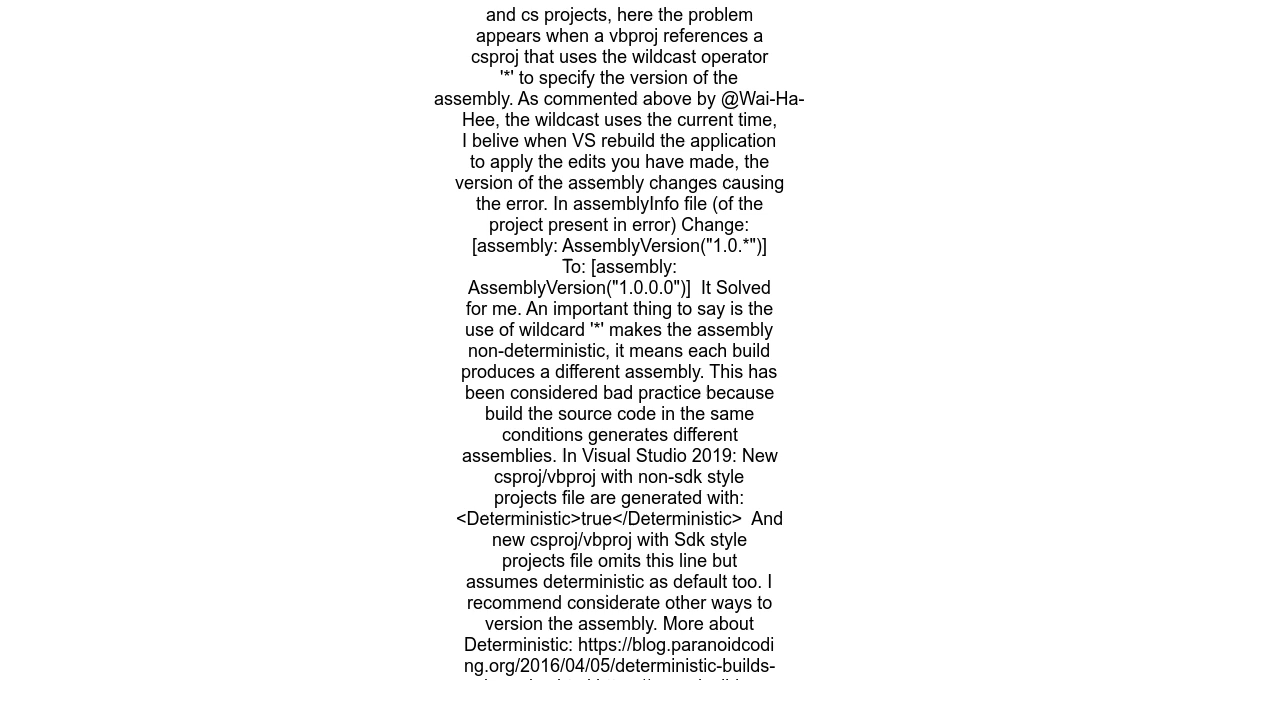 and cs projects, here the problem
appears when a vbproj references a
csproj that uses the wildcast operator
'*' to specify the version of the
assembly. As commented above by @Wai-Ha-
Hee, the wildcast uses the current time,
I belive when VS rebuild the application
to apply the edits you have made, the
version of the assembly changes causing
the error. In assemblyInfo file (of the
project present in error) Change:
[assembly: AssemblyVersion("1.0.*")]
To: [assembly:
AssemblyVersion("1.0.0.0")]  It Solved
for me. An important thing to say is the
use of wildcard '*' makes the assembly
non-deterministic, it means each build
produces a different assembly. This has
been considered bad practice because
build the source code in the same
conditions generates different
assemblies. In Visual Studio 2019: New
csproj/vbproj with non-sdk style
projects file are generated with:
<Deterministic>true</Deterministic>  And
new csproj/vbproj with Sdk style
projects file omits this line but
assumes deterministic as default too. I
recommend considerate other ways to
version the assembly. More about
Deterministic: https://blog.paranoidcodi
ng.org/2016/04/05/deterministic-builds-